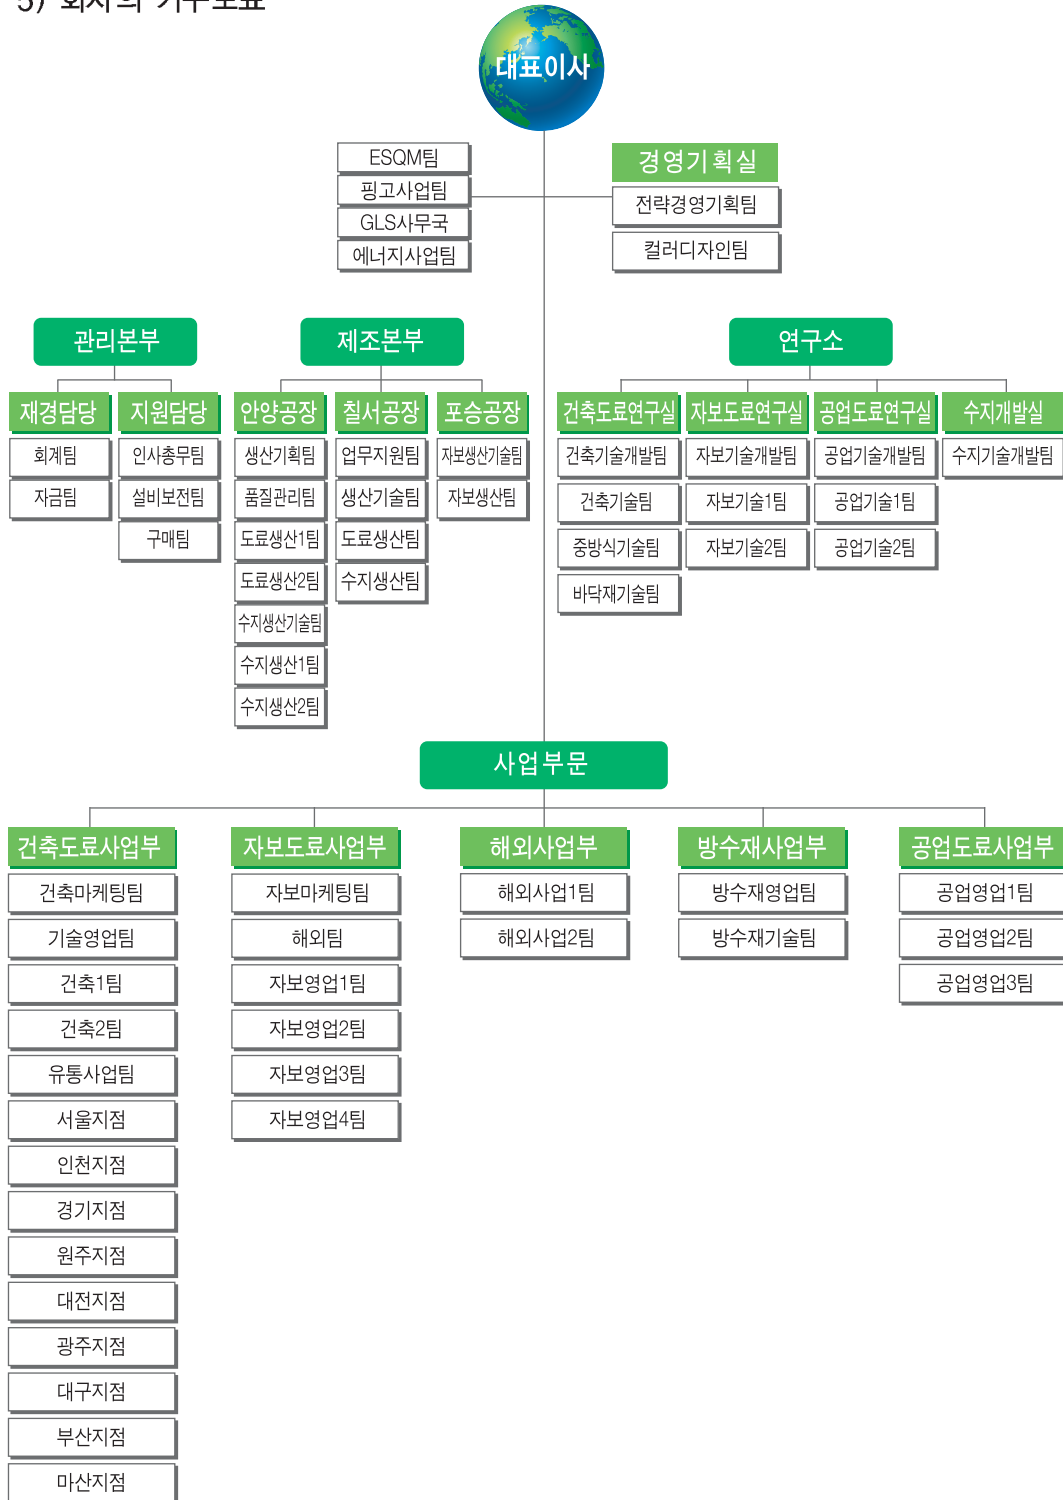 5) 회사의 기구도표
대표이사
ESQM팀
핑고사업팀
GLS사무국
에너지사업팀
경영기획실
전략경영기획팀
컬러디자인팀
관리본부
재경담당
회계팀
자금팀
지원담당
인사총무팀
설비보전팀
구매팀
제조본부
안양공장
생산기획팀
품질관리팀
도료생산1팀
도료생산2팀
수지생산기술팀
수지생산1팀
수지생산2팀
칠서공장
업무지원팀
생산기술팀
도료생산팀
수지생산팀
포승공장
자보생산기술팀
자보생산팀
연구소
건축도료연구실
건축기술개발팀
건축기술팀
중방식기술팀
바닥재기술팀
자보도료연구실
자보기술개발팀
자보기술1팀
자보기술2팀
공업도료연구실
공업기술개발팀
공업기술1팀
공업기술2팀
수지개발실
수지기술개발팀
사업부문
건축도료사업부
건축마케팅팀
기술영업팀
건축1팀
건축2팀
유통사업팀
서울지점
인천지점
경기지점
원주지점
대전지점
광주지점
대구지점
부산지점
마산지점
자보도료사업부
자보마케팅팀
해외팀
자보영업1팀
자보영업2팀
자보영업3팀
자보영업4팀
해외사업부
해외사업1팀
해외사업2팀
방수재사업부
방수재영업팀
방수재기술팀
공업도료사업부
공업영업1팀
공업영업2팀
공업영업3팀